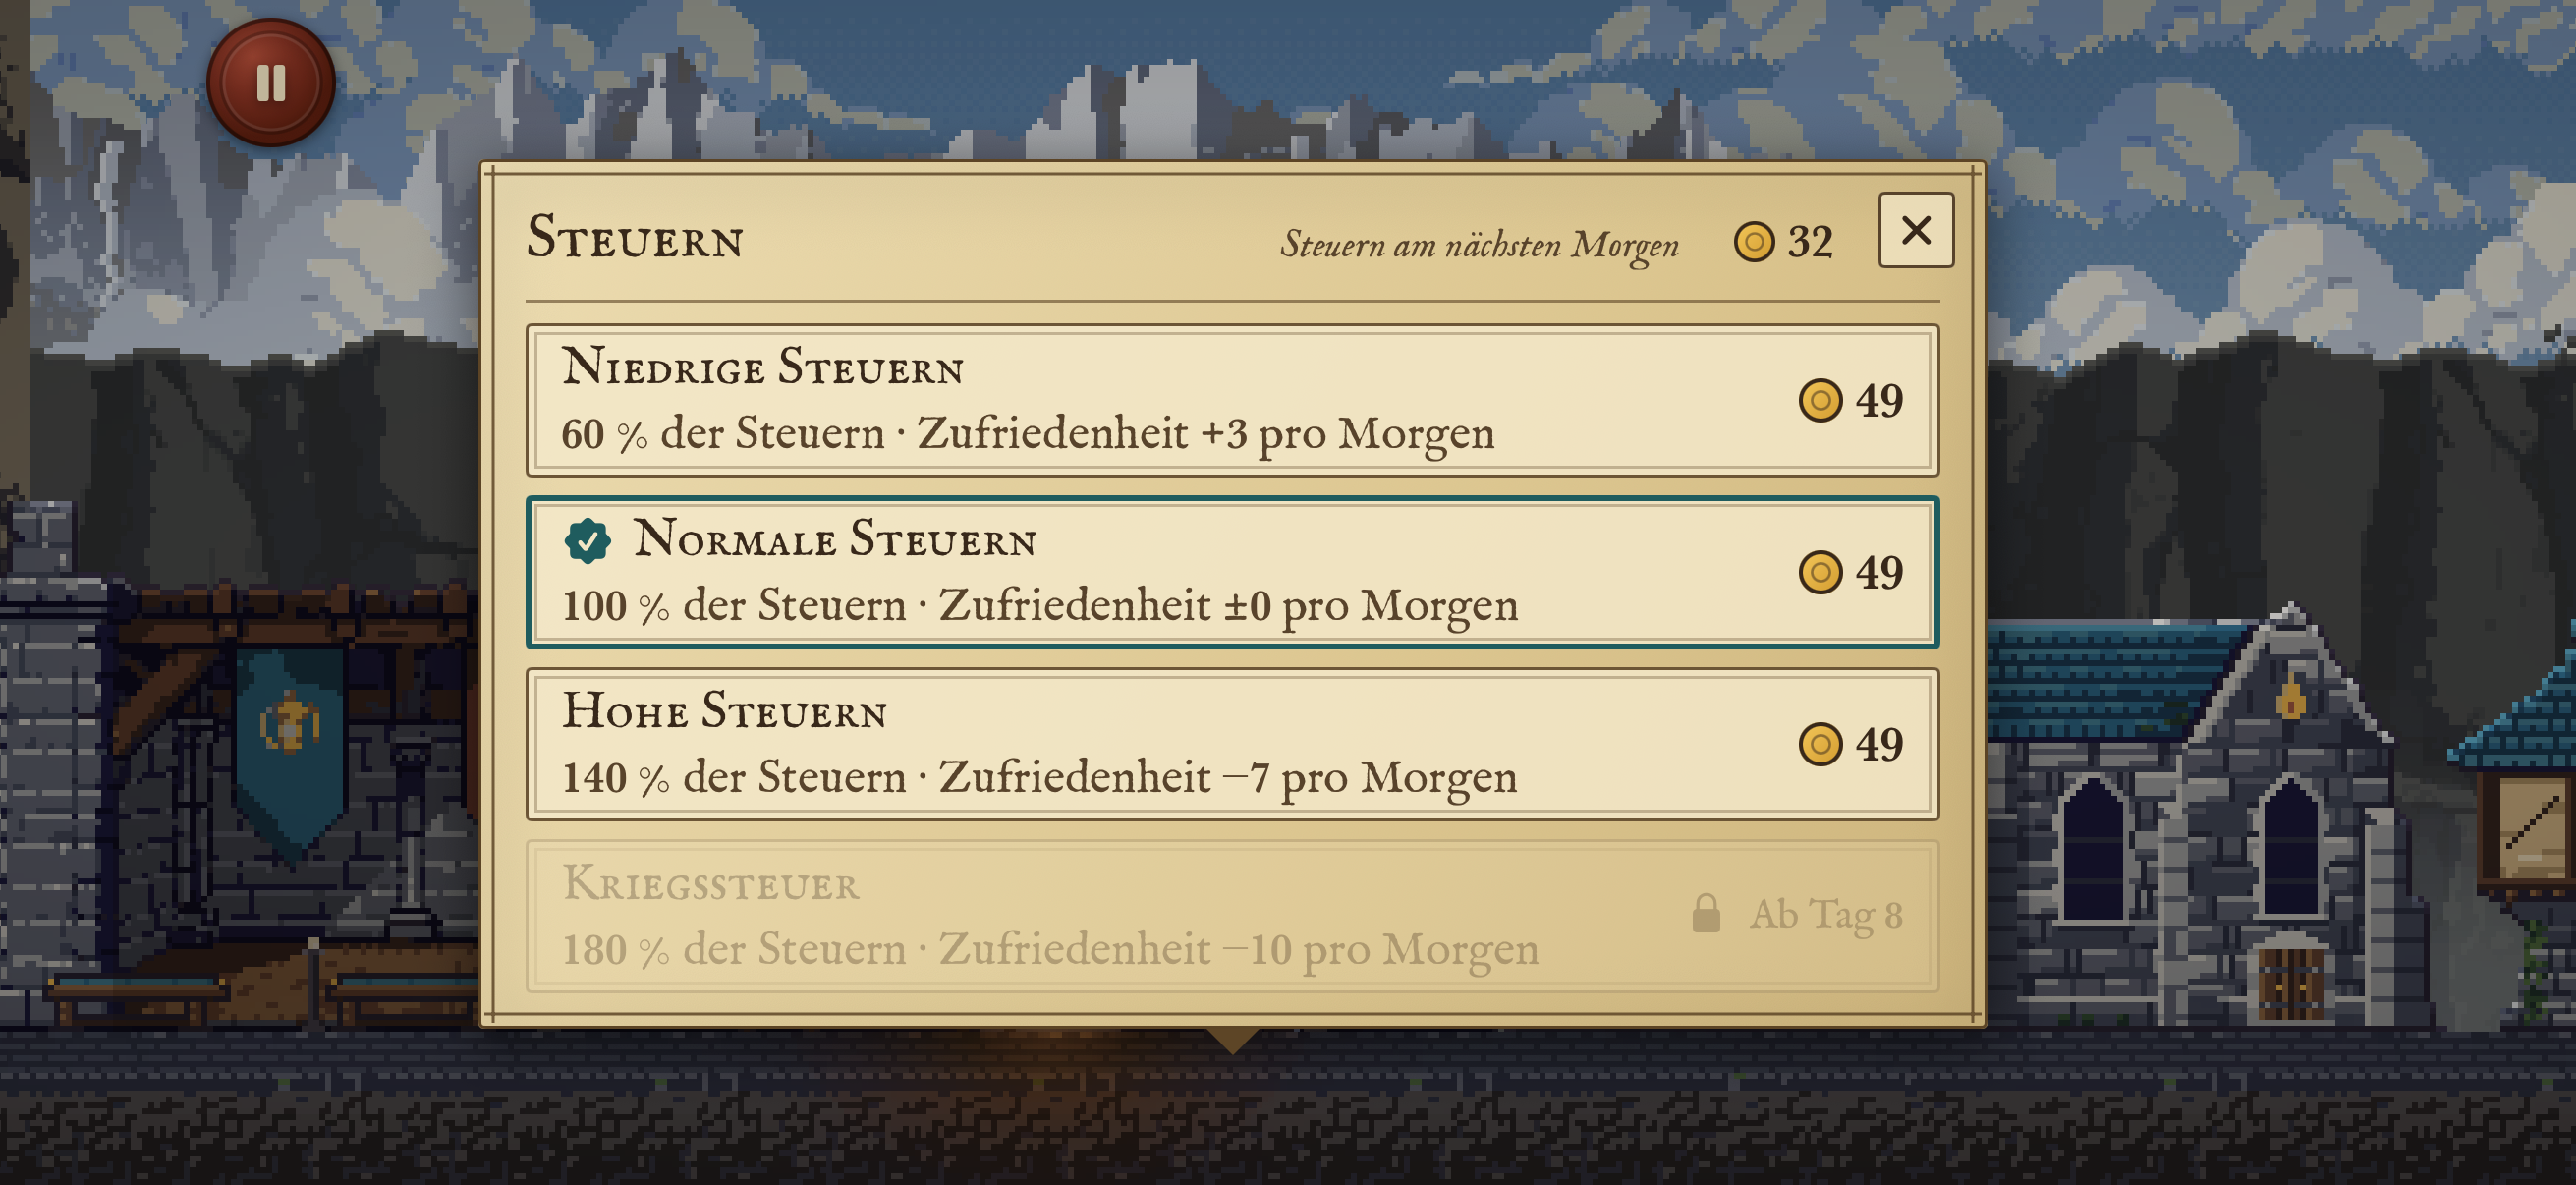 Steuern
Steuern am nächsten Morgen 32
Niedrige Steuern
60 % der Steuern · Zufriedenheit +3 pro Morgen
49
Normale Steuern
100 % der Steuern · Zufriedenheit ±0 pro Morgen
49
Hohe Steuern
140 % der Steuern · Zufriedenheit −7 pro Morgen
49
Kriegssteuer
180 % der Steuern · Zufriedenheit −10 pro Morgen
Ab Tag 8